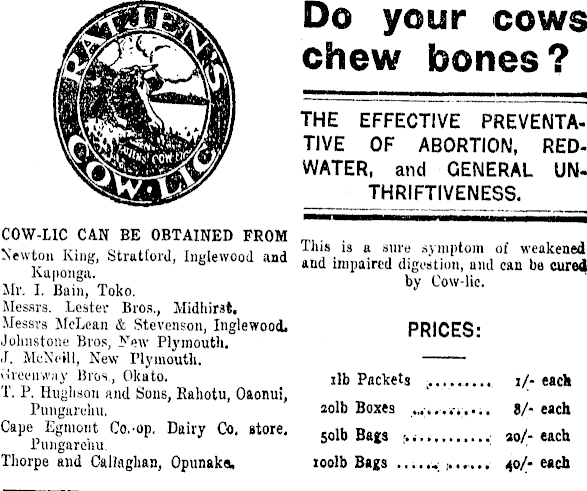 RATJENS
COW-LIC
COW-LIC CAN BE OBTAINED FROM
Newton King, Stratford, Inglewood and
Kaponga.
Mr. I. Bain, Toko.
Messrs. Lester Bros., Midhirst.
Messrs McLean & Stevenson, Inglewood.
Johnstone Bros, New Plymouth.
J. McNeill, New Plymouth.
Greenway Bros., Okato.
T. P. Hughson and Sons, Rahotu, Oaonui,
Pungarehu.
Cape Egmont Co.-op. Dairy Co. store.
Pungarehu.
Thorpe and Callaghan, Opunake.
Do your cows
chew bones?
THE EFFECTIVE PREVENTA-
TIVE OF ABORTION, RED-
WATER, and GENERAL UN-
THRIFTIVENESS.
This is a sure symptom of weakened
and impaired digestion, and can be cured
by Cow-lic.
PRICES:
1lb Packets ......... 1/- each
20lb Boxes ........... 8/- each
50lb Bags ............ 20/- each
100lb Bags ............ 40/- each